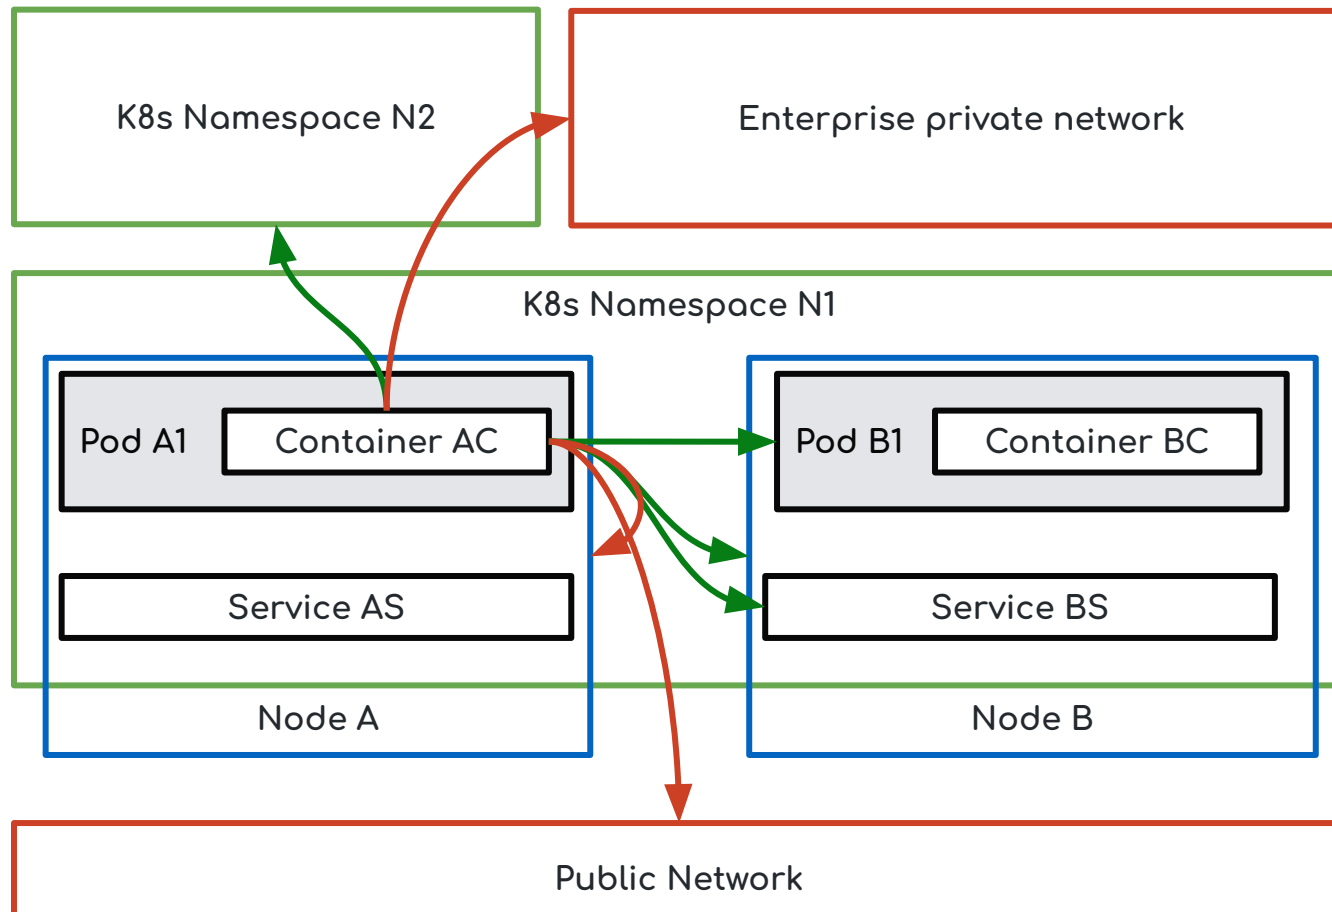 K8s Namespace N2
Enterprise private network
K8s Namespace N1
Pod A1
Container AC
Pod B1
Container BC
Service AS
Service BS
Node A
Node B
Public Network